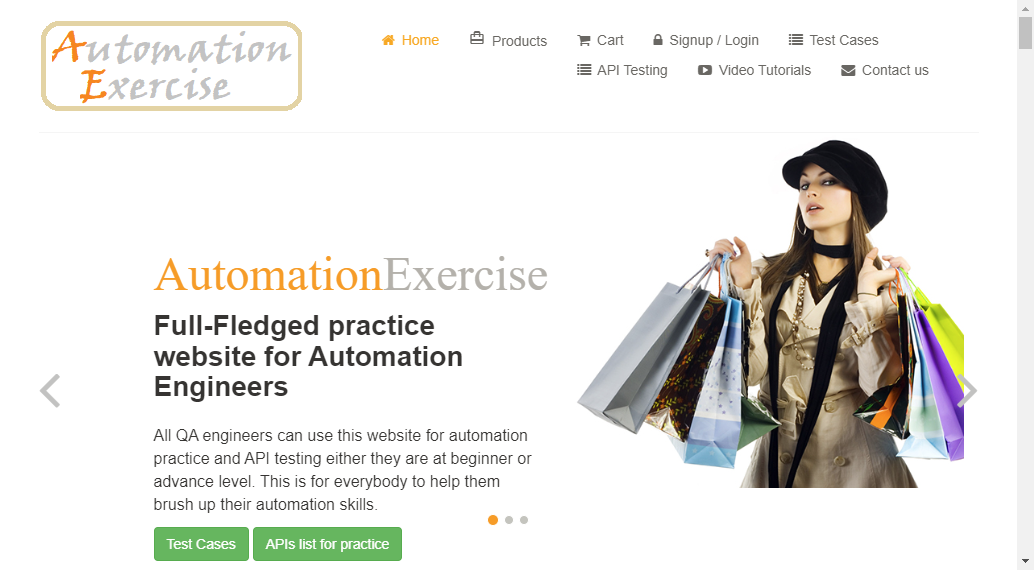 Automation
Exercise
Home Products Cart Signup / Login Test Cases
API Testing Video Tutorials Contact us
AutomationExercise
Full-Fledged practice
website for Automation
Engineers
All QA engineers can use this website for automation
practice and API testing either they are at beginner or
advance level. This is for everybody to help them
brush up their automation skills.
Test Cases APIs list for practice